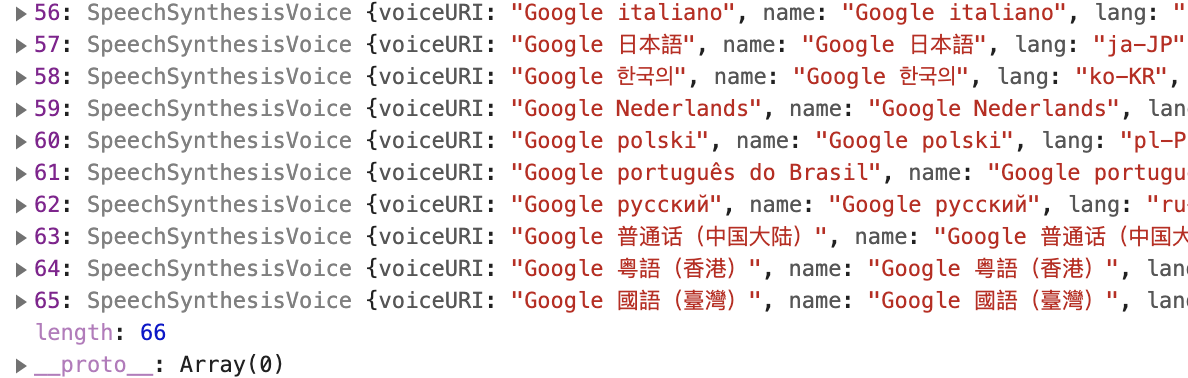 56: SpeechSynthesisVoice {voiceURI: "Google italiano", name: "Google italiano", lang: "
57: SpeechSynthesisVoice {voiceURI: "Google 日本語", name: "Google 日本語", lang: "ja-JP"
58: SpeechSynthesisVoice {voiceURI: "Google 한국의", name: "Google 한국의", lang: "ko-KR",
59: SpeechSynthesisVoice {voiceURI: "Google Nederlands", name: "Google Nederlands", lan
60: SpeechSynthesisVoice {voiceURI: "Google polski", name: "Google polski", lang: "pl-P
61: SpeechSynthesisVoice {voiceURI: "Google português do Brasil", name: "Google portugu
62: SpeechSynthesisVoice {voiceURI: "Google русский", name: "Google русский", lang: "ru-
63: SpeechSynthesisVoice {voiceURI: "Google 普通话（中国大陆）", name: "Google 普通话（中国大
64: SpeechSynthesisVoice {voiceURI: "Google 粤語（香港）", name: "Google 粤語（香港）", lan
65: SpeechSynthesisVoice {voiceURI: "Google 國語（臺灣）", name: "Google 國語（臺灣）", lan
length: 66
__proto__: Array(0)